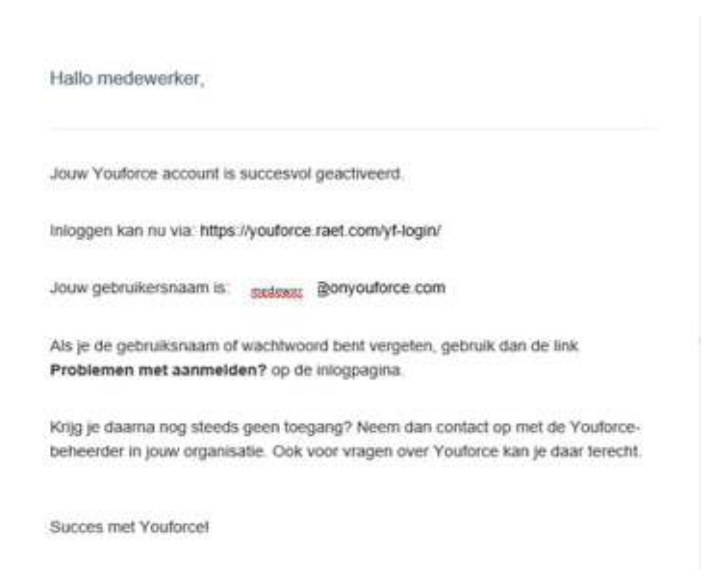 Hallo medewerker,
Jouw Youforce account is succesvol geactiveerd.
Inloggen kan nu via: https://youforce.raet.com/yf-login/
Jouw gebruikersnaam is: medewer @onyouforce.com
Als je de gebruiksnaam of wachtwoord bent vergeten, gebruik dan de link
Problemen met aanmelden? op de inlogpagina.
Krijg je daarna nog steeds geen toegang? Neem dan contact op met de Youforce-
beheerder in jouw organisatie. Ook voor vragen over Youforce kan je daar terecht.
Succes met Youforce!